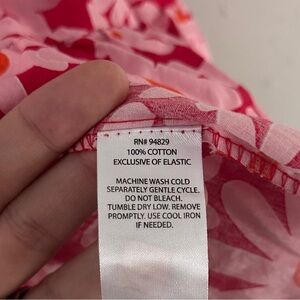 RN# 94829
100% COTTON
EXCLUSIVE OF ELASTIC
MACHINE WASH COLD
SEPARATELY GENTLE CYCLE.
DO NOT BLEACH.
TUMBLE DRY LOW. REMOVE
PROMPTLY. USE COOL IRON
IF NEEDED.